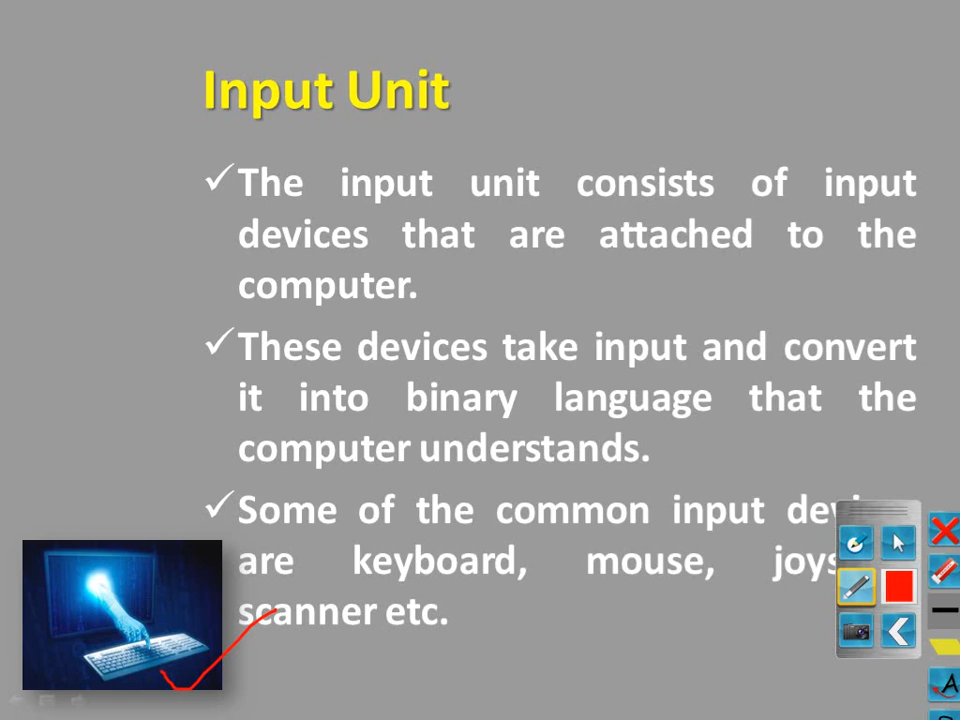 Input Unit
The input unit consists of input
devices that are attached to the
computer.
These devices take input and convert
it into binary language that the
computer understands.
Some of the common input
are keyboard, mouse,
scanner etc.
A